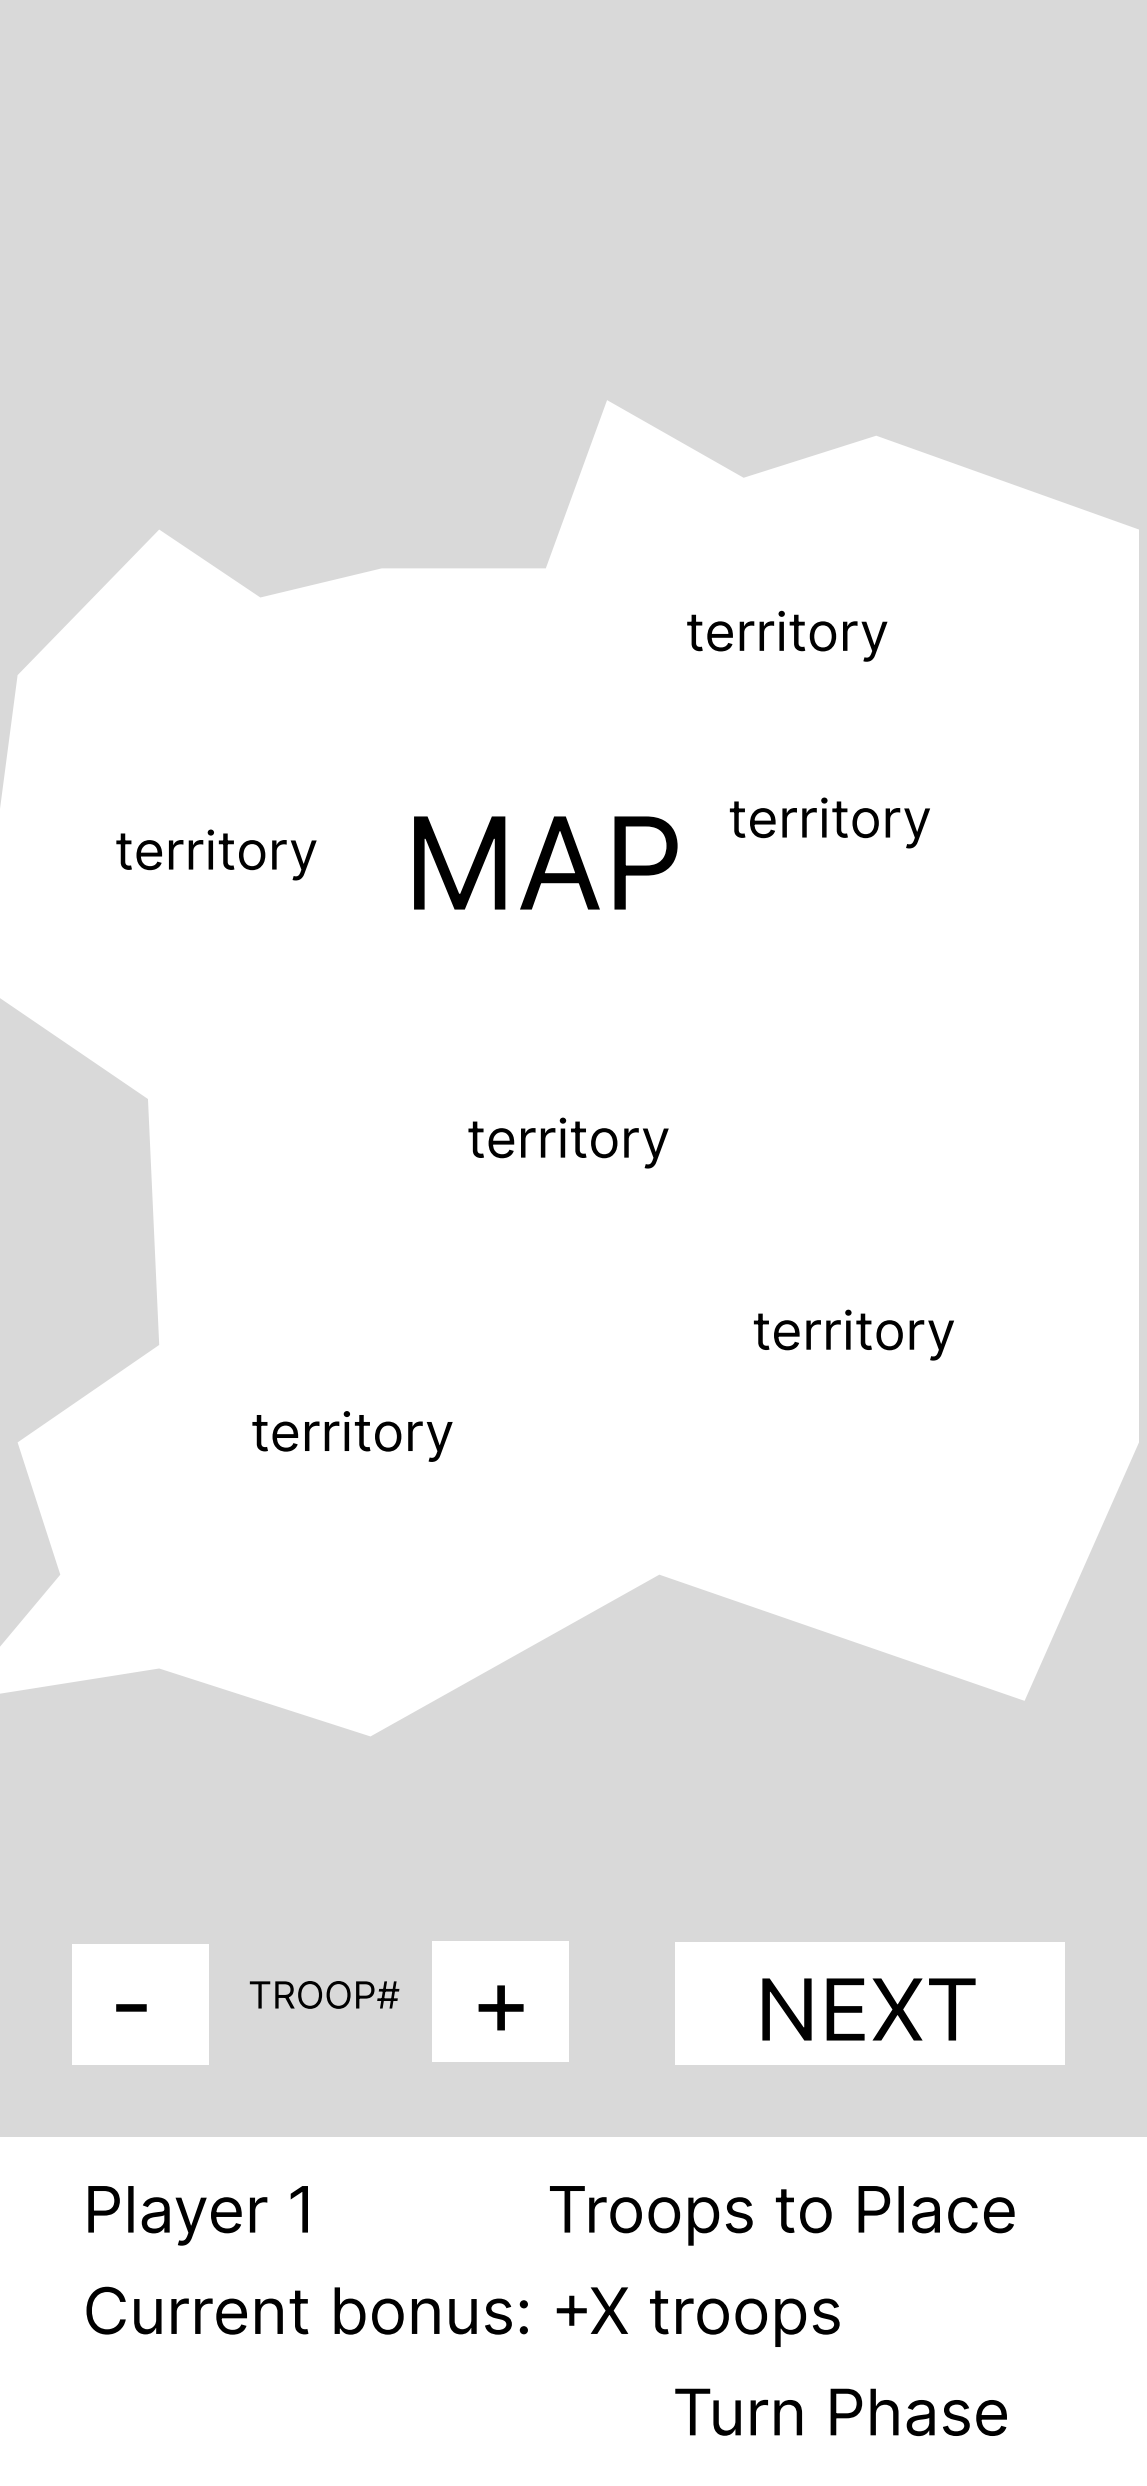 territory
territory
territory
MAP
territory
territory
territory
-
TROOP#
+
NEXT
Player 1
Troops to Place
Current bonus: +X troops
Turn Phase